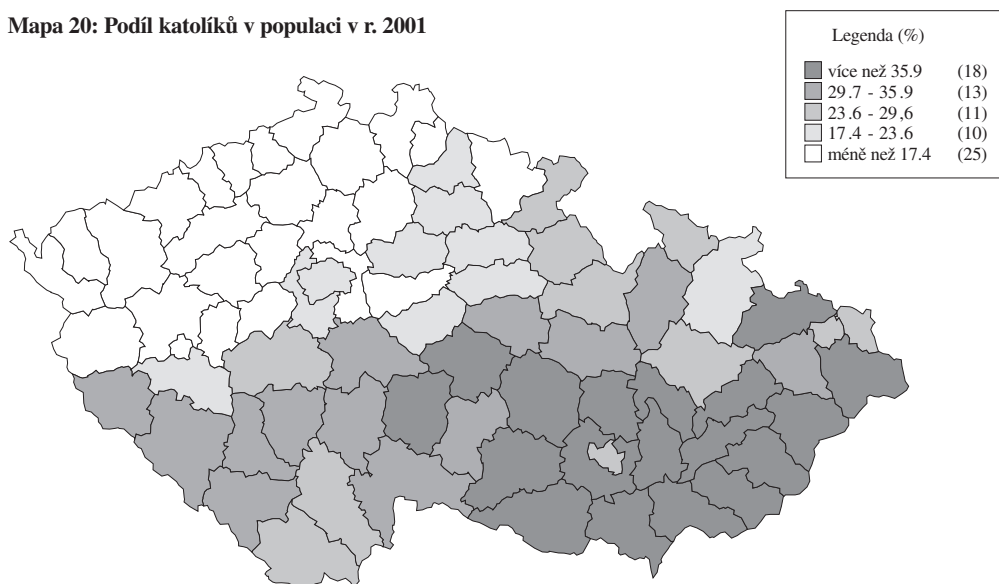 Mapa 20: Podíl katolíků v populaci v r. 2001
Legenda (%)
více než 35.9 (18)
29.7 - 35.9 (13)
23.6 - 29,6 (11)
17.4 - 23.6 (10)
méně než 17.4 (25)